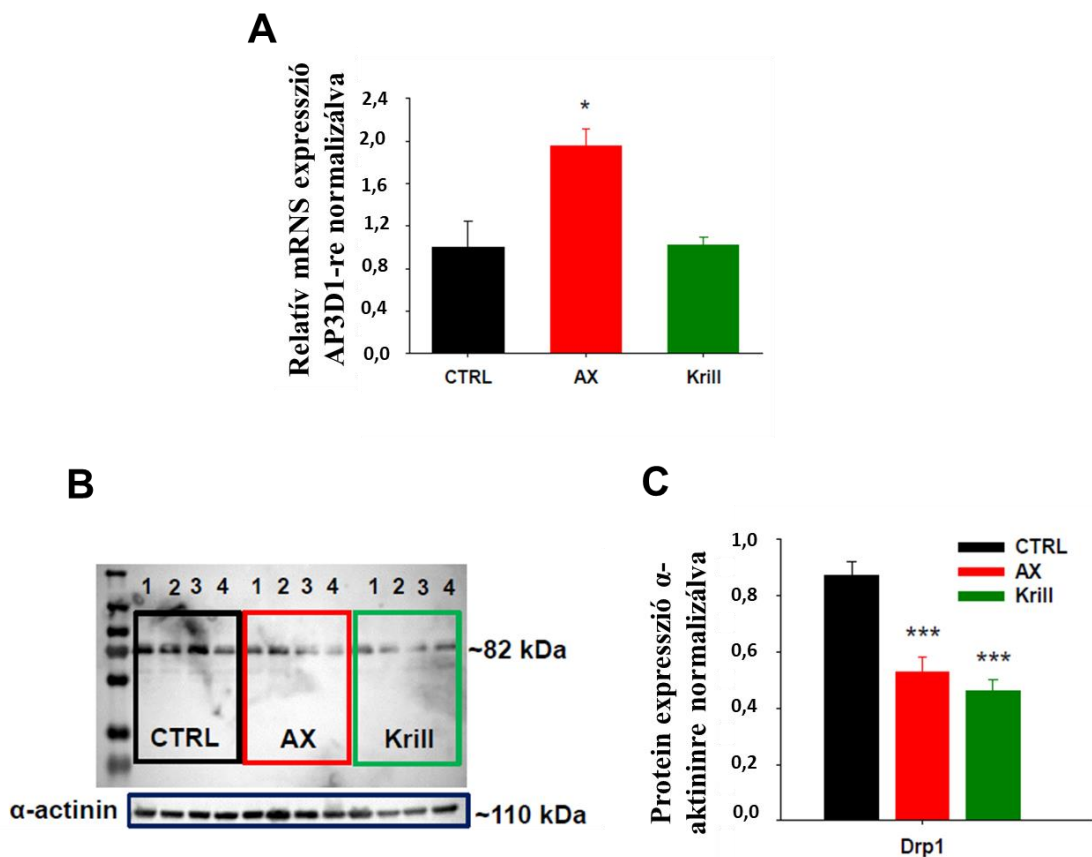 A
Relatív mRNS expresszió
AP3D1-re normalizálva
2,4
2,0
1,6
1,2
0,8
0,4
0,0
*
CTRL
AX
Krill
B
1 2 3 4 1 2 3 4 1 2 3 4
~82 kDa
CTRL
AX
Krill
α-actinin
~110 kDa
C
Protein expresszió α-
aktininre normalizálva
1,0
0,8
0,6
0,4
0,2
0,0
CTRL
AX
Krill
***
***
Drp1